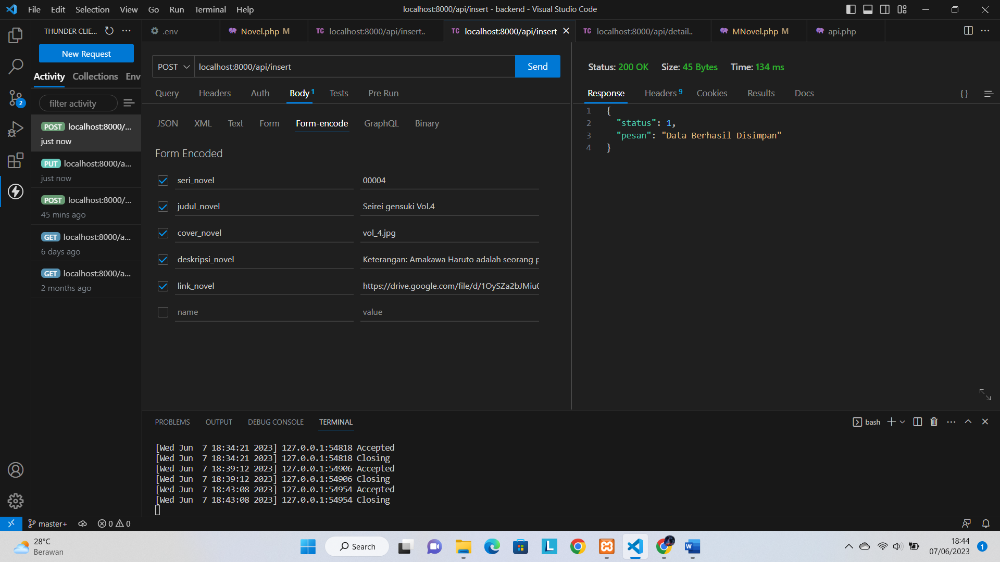 File Edit Selection View Go Run Terminal Help
localhost:8000/api/insert - backend - Visual Studio Code
THUNDER CLIE...
.env
Novel.php M
TC localhost:8000/api/insert..
TC localhost:8000/api/insert
TC localhost:8000/api/detail..
MNovel.php M
api.php
New Request
Activity Collections Env
filter activity
POST localhost:8000/...
just now
PUT localhost:8000/a...
just now
POST localhost:8000/...
45 mins ago
GET localhost:8000/a...
6 days ago
GET localhost:8000/a...
2 months ago
2
POST localhost:8000/api/insert Send
Query Headers Auth Body 1 Tests Pre Run
JSON XML Text Form Form-encode GraphQL Binary
Form Encoded
seri_novel 00004
judul_novel Seirei gensuki Vol.4
cover_novel vol_4.jpg
deskripsi_novel Keterangan: Amakawa Haruto adalah seorang p
link_novel https://drive.google.com/file/d/1OySZa2bJMiu0
name value
Status: 200 OK Size: 45 Bytes Time: 134 ms
Response Headers 9 Cookies Results Docs { }
1 {
2 "status": 1,
3 "pesan": "Data Berhasil Disimpan"
4 }
PROBLEMS OUTPUT DEBUG CONSOLE TERMINAL
bash
[Wed Jun  7 18:34:21 2023] 127.0.0.1:54818 Accepted
[Wed Jun  7 18:34:21 2023] 127.0.0.1:54818 Closing
[Wed Jun  7 18:39:12 2023] 127.0.0.1:54906 Accepted
[Wed Jun  7 18:39:12 2023] 127.0.0.1:54906 Closing
[Wed Jun  7 18:43:08 2023] 127.0.0.1:54954 Accepted
[Wed Jun  7 18:43:08 2023] 127.0.0.1:54954 Closing
master+ 0 0
28°C
Berawan
Search
18:44
07/06/2023
1